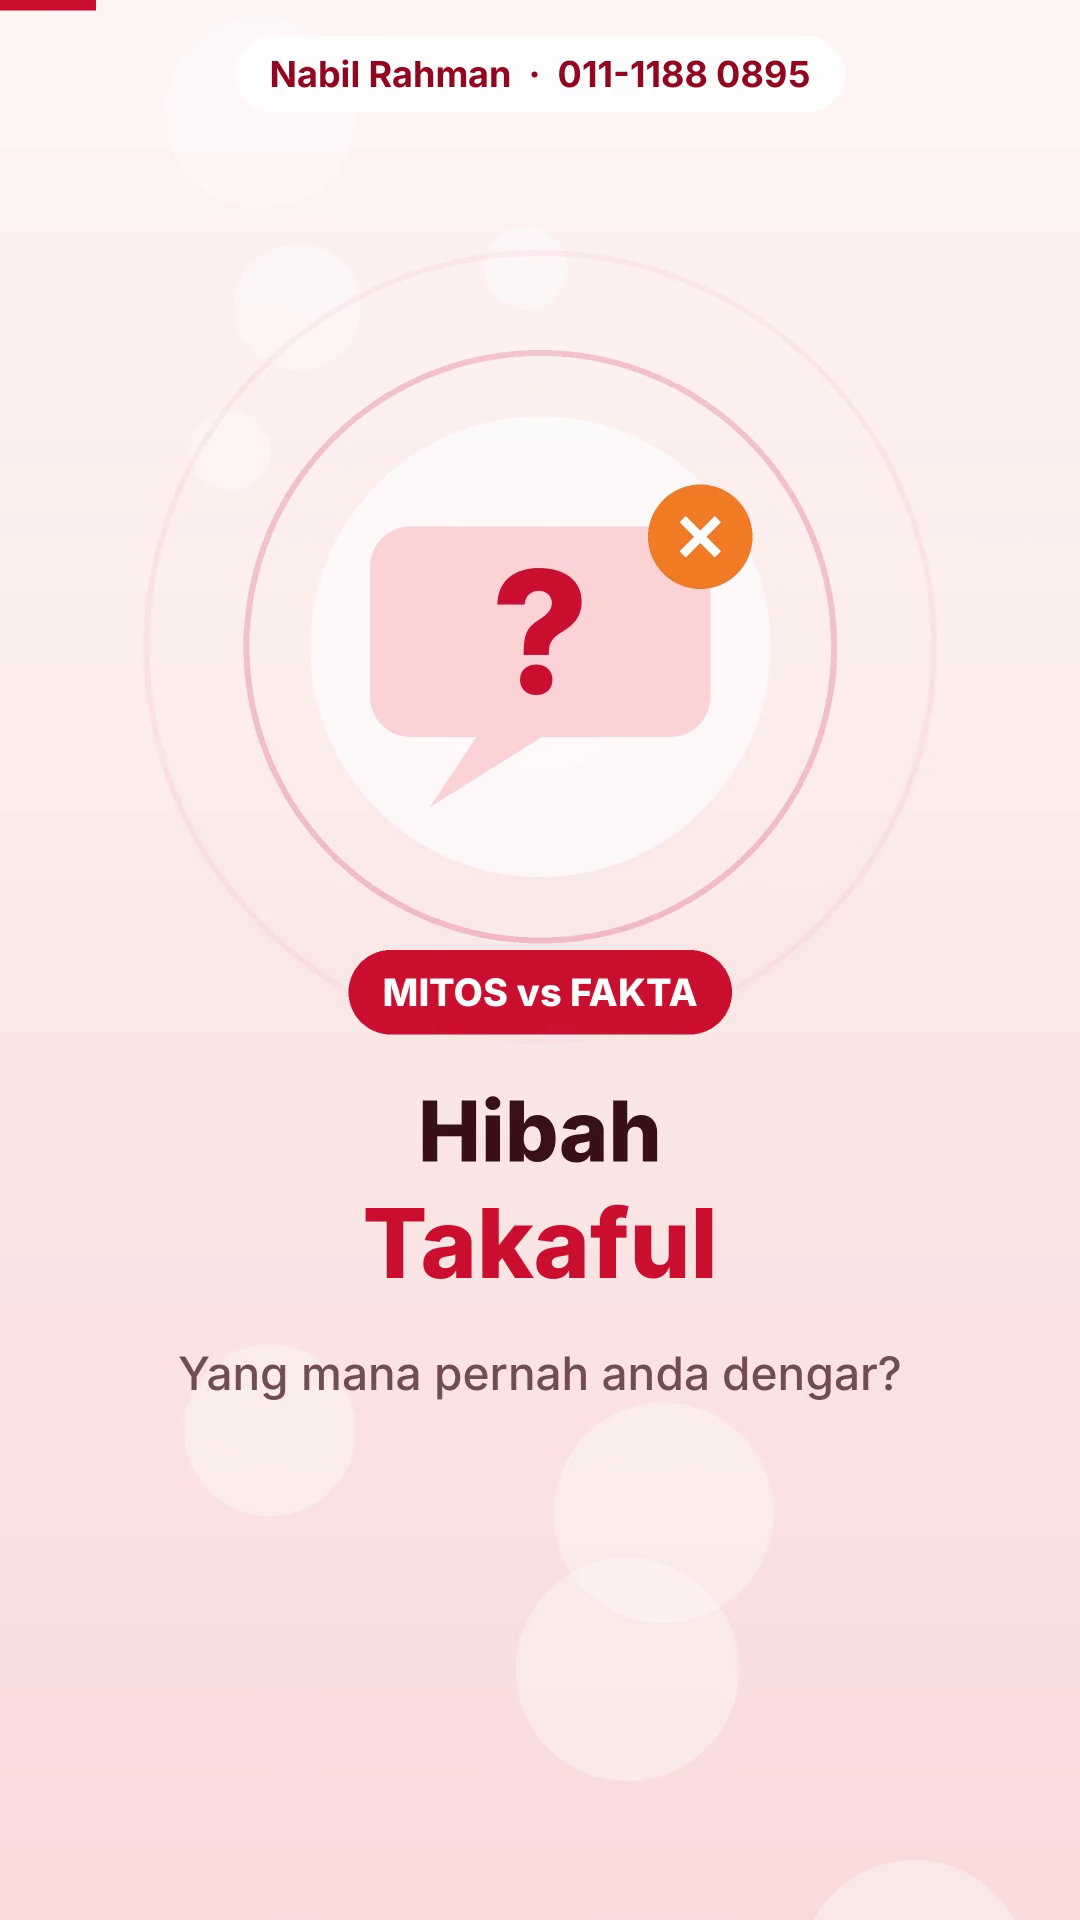 Nabil Rahman · 011-1188 0895
?
MITOS vs FAKTA
Hibah
Takaful
Yang mana pernah anda dengar?